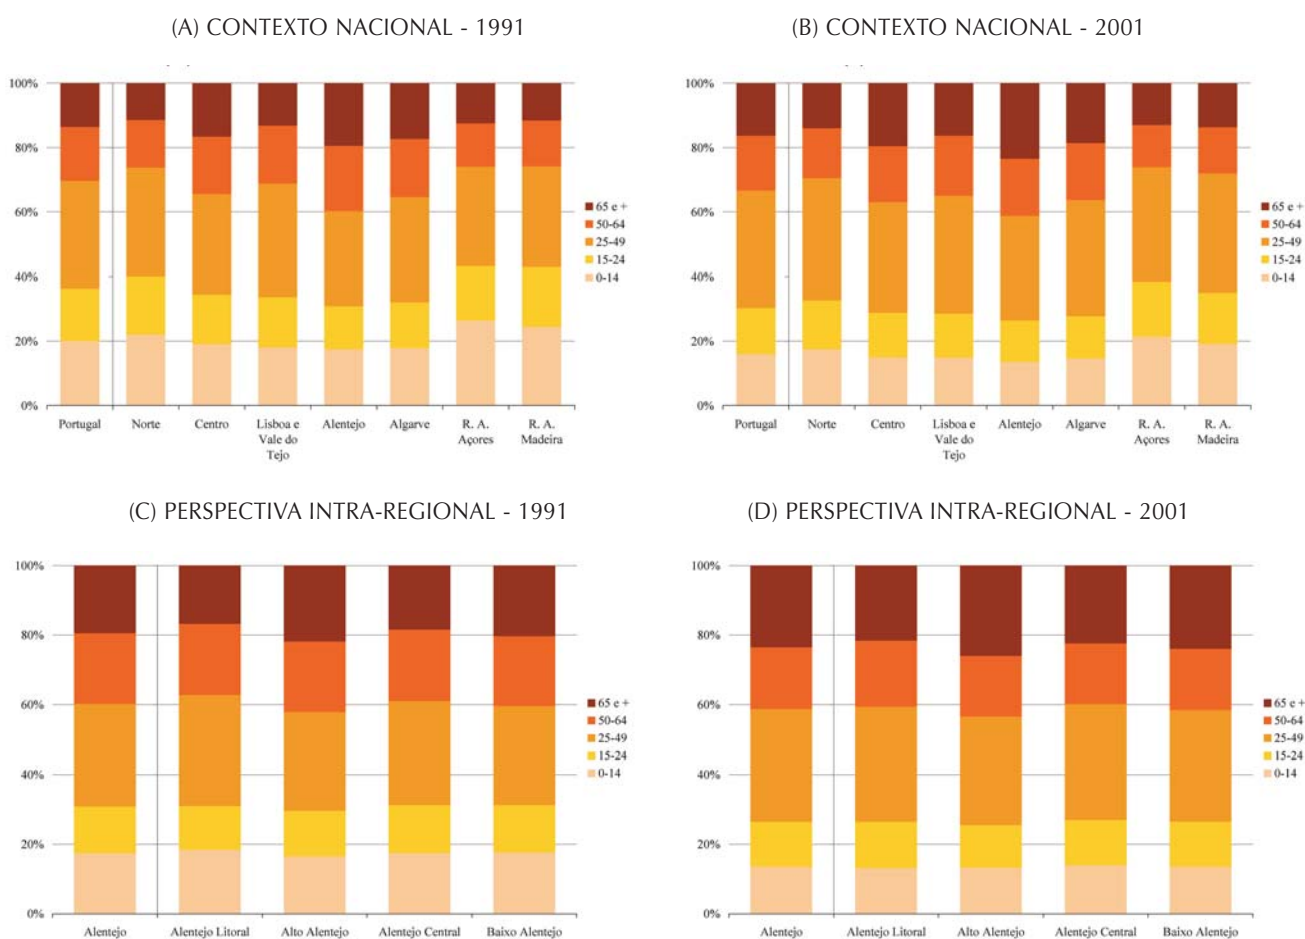 (A) CONTEXTO NACIONAL - 1991
100%
80%
60%
40%
20%
0%
Portugal
Norte
Centro
Lisboa e
Vale do
Tejo
Alentejo
Algarve
R. A.
Açores
R. A.
Madeira
65 e +
50-64
25-49
15-24
0-14
(B) CONTEXTO NACIONAL - 2001
100%
80%
60%
40%
20%
0%
Portugal
Norte
Centro
Lisboa e
Vale do
Tejo
Alentejo
Algarve
R. A.
Açores
R. A.
Madeira
65 e +
50-64
25-49
15-24
0-14
(C) PERSPECTIVA INTRA-REGIONAL - 1991
100%
80%
60%
40%
20%
0%
Alentejo
Alentejo Litoral
Alto Alentejo
Alentejo Central
Baixo Alentejo
65 e +
50-64
25-49
15-24
0-14
(D) PERSPECTIVA INTRA-REGIONAL - 2001
100%
80%
60%
40%
20%
0%
Alentejo
Alentejo Litoral
Alto Alentejo
Alentejo Central
Baixo Alentejo
65 e +
50-64
25-49
15-24
0-14